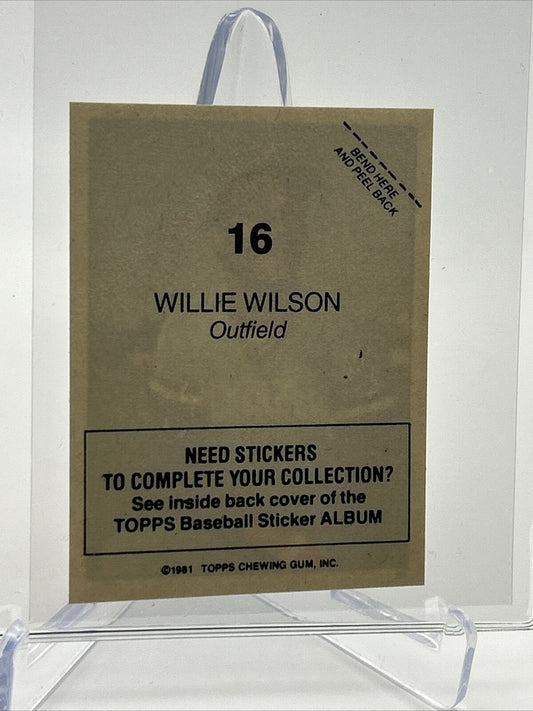 BEND HERE
AND PEEL BACK
16
WILLIE WILSON
Outfield
NEED STICKERS
TO COMPLETE YOUR COLLECTION?
See inside back cover of the
TOPPS Baseball Sticker ALBUM
©1981 TOPPS CHEWING GUM, INC.